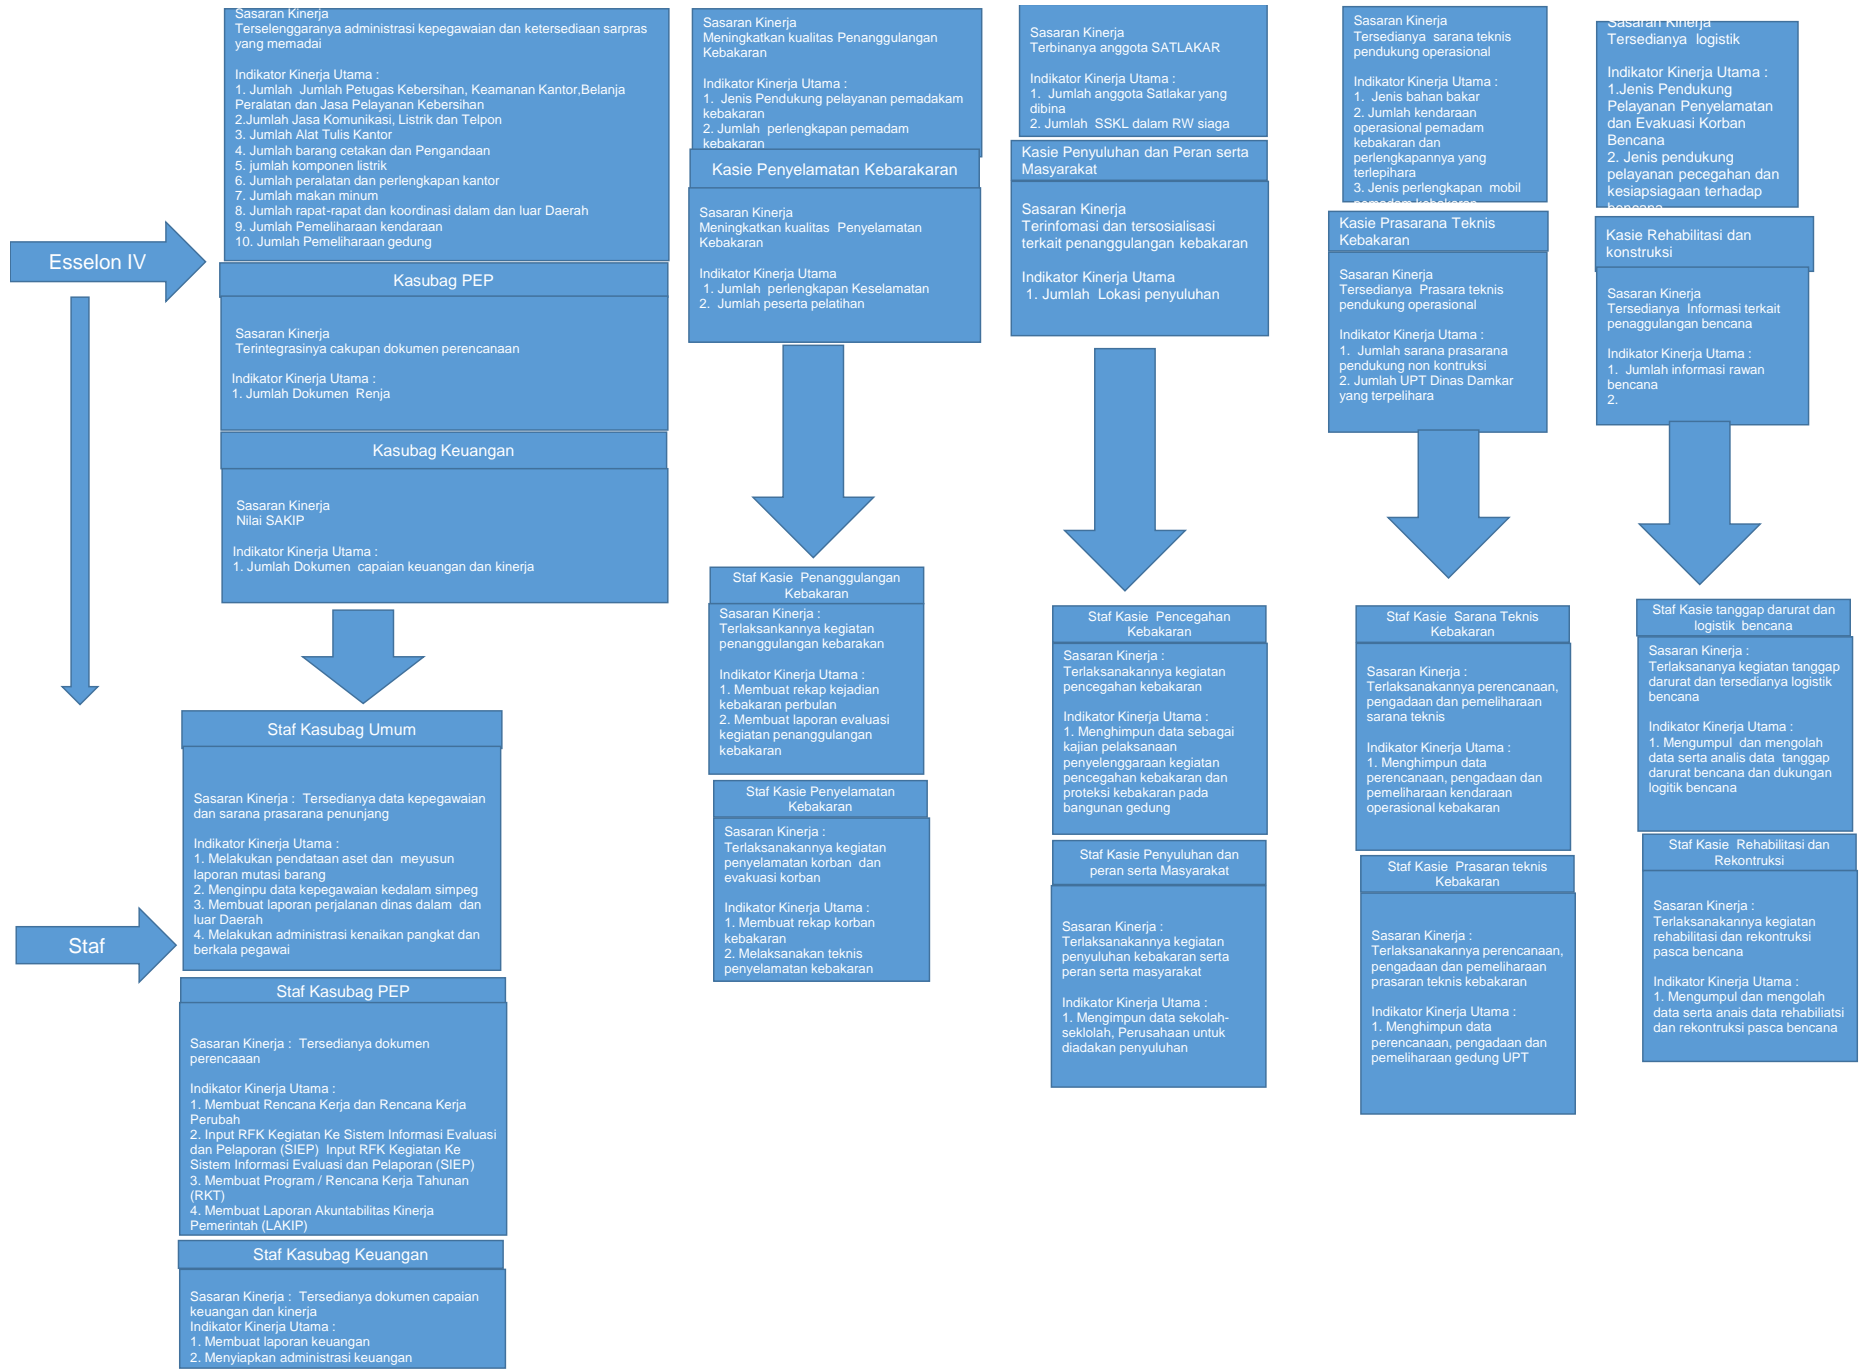 Sasaran Kinerja
Terselenggaranya administrasi kepegawaian dan ketersediaan sarpras
yang memadai
Indikator Kinerja Utama :
1. Jumlah  Jumlah Petugas Kebersihan, Keamanan Kantor,Belanja
Peralatan dan Jasa Pelayanan Kebersihan
2.Jumlah Jasa Komunikasi, Listrik dan Telpon
3. Jumlah Alat Tulis Kantor
4. Jumlah barang cetakan dan Pengandaan
5. jumlah komponen listrik
6. Jumlah peralatan dan perlengkapan kantor
7. Jumlah makan minum
8. Jumlah rapat-rapat dan koordinasi dalam dan luar Daerah
9. Jumlah Pemeliharaan kendaraan
10. Jumlah Pemeliharaan gedung
Esselon IV
Kasubag PEP
Sasaran Kinerja
Terintegrasinya cakupan dokumen perencanaan
Indikator Kinerja Utama :
1. Jumlah Dokumen  Renja
Kasubag Keuangan
Sasaran Kinerja
Nilai SAKIP
Indikator Kinerja Utama :
1. Jumlah Dokumen  capaian keuangan dan kinerja
Sasaran Kinerja
Meningkatkan kualitas Penanggulangan
Kebakaran
Indikator Kinerja Utama :
1.  Jenis Pendukung pelayanan pemadakam
kebakaran
2. Jumlah  perlengkapan pemadam
kebakaran
Kasie Penyelamatan Kebarakaran
Sasaran Kinerja
Meningkatkan kualitas  Penyelamatan
Kebakaran
Indikator Kinerja Utama
1. Jumlah  perlengkapan Keselamatan
2.  Jumlah peserta pelatihan
Sasaran Kinerja
Terbinanya anggota SATLAKAR
Indikator Kinerja Utama :
1.  Jumlah anggota Satlakar yang
dibina
2. Jumlah  SSKL dalam RW siaga
Kasie Penyuluhan dan Peran serta
Masyarakat
Sasaran Kinerja
Terinfomasi dan tersosialisasi
terkait penanggulangan kebakaran
Indikator Kinerja Utama
1. Jumlah  Lokasi penyuluhan
Sasaran Kinerja
Tersedianya  sarana teknis
pendukung operasional
Indikator Kinerja Utama :
1.  Jenis bahan bakar
2. Jumlah kendaraan
operasional pemadam
kebakaran dan
perlengkapannya yang
terlepihara
3. Jenis perlengkapan  mobil
pemadam kebakaran
Kasie Prasarana Teknis
Kebakaran
Sasaran Kinerja
Tersedianya  Prasara teknis
pendukung operasional
Indikator Kinerja Utama :
1.  Jumlah sarana prasarana
pendukung non kontruksi
2. Jumlah UPT Dinas Damkar
yang terpelihara
Sasaran Kinerja
Tersedianya  logistik
Indikator Kinerja Utama :
1.Jenis Pendukung
Pelayanan Penyelamatan
dan Evakuasi Korban
Bencana
2. Jenis pendukung
pelayanan pecegahan dan
kesiapsiagaan terhadap
bencana
Kasie Rehabilitasi dan
konstruksi
Sasaran Kinerja
Tersedianya  Informasi terkait
penaggulangan bencana
Indikator Kinerja Utama :
1.  Jumlah informasi rawan
bencana
2.
Staf Kasubag Umum
Sasaran Kinerja :  Tersedianya data kepegawaian
dan sarana prasarana penunjang
Indikator Kinerja Utama :
1. Melakukan pendataan aset dan  meyusun
laporan mutasi barang
2. Menginpu data kepegawaian kedalam simpeg
3. Membuat laporan perjalanan dinas dalam  dan
luar Daerah
4. Melakukan administrasi kenaikan pangkat dan
berkala pegawai
Staf
Staf Kasubag PEP
Sasaran Kinerja :  Tersedianya dokumen
perencaaan
Indikator Kinerja Utama :
1. Membuat Rencana Kerja dan Rencana Kerja
Perubah
2. Input RFK Kegiatan Ke Sistem Informasi Evaluasi
dan Pelaporan (SIEP)  Input RFK Kegiatan Ke
Sistem Informasi Evaluasi dan Pelaporan (SIEP)
3. Membuat Program / Rencana Kerja Tahunan
(RKT)
4. Membuat Laporan Akuntabilitas Kinerja
Pemerintah (LAKIP)
Staf Kasubag Keuangan
Sasaran Kinerja :  Tersedianya dokumen capaian
keuangan dan kinerja
Indikator Kinerja Utama :
1. Membuat laporan keuangan
2. Menyiapkan administrasi keuangan
Staf Kasie  Penanggulangan
Kebakaran
Sasaran Kinerja :
Terlaksankannya kegiatan
penanggulangan kebarakan
Indikator Kinerja Utama :
1. Membuat rekap kejadian
kebakaran perbulan
2. Membuat laporan evaluasi
kegiatan penanggulangan
kebakaran
Staf Kasie Penyelamatan
Kebakaran
Sasaran Kinerja :
Terlaksanakannya kegiatan
penyelamatan korban  dan
evakuasi korban
Indikator Kinerja Utama :
1. Membuat rekap korban
kebakaran
2. Melaksanakan teknis
penyelamatan kebakaran
Staf Kasie  Pencegahan
Kebakaran
Sasaran Kinerja :
Terlaksanakannya kegiatan
pencegahan kebakaran
Indikator Kinerja Utama :
1. Menghimpun data sebagai
kajian pelaksanaan
penyelenggaraan kegiatan
pencegahan kebakaran dan
proteksi kebakaran pada
bangunan gedung
Staf Kasie Penyuluhan dan
peran serta Masyarakat
Sasaran Kinerja :
Terlaksanakannya kegiatan
penyuluhan kebakaran serta
peran serta masyarakat
Indikator Kinerja Utama :
1. Mengimpun data sekolah-
seklolah, Perusahaan untuk
diadakan penyuluhan
Staf Kasie  Sarana Teknis
Kebakaran
Sasaran Kinerja :
Terlaksanakannya perencanaan,
pengadaan dan pemeliharaan
sarana teknis
Indikator Kinerja Utama :
1. Menghimpun data
perencanaan, pengadaan dan
pemeliharaan kendaraan
operasional kebakaran
Staf Kasie  Prasaran teknis
Kebakaran
Sasaran Kinerja :
Terlaksanakannya perencanaan,
pengadaan dan pemeliharaan
prasaran teknis kebakaran
Indikator Kinerja Utama :
1. Menghimpun data
perencanaan, pengadaan dan
pemeliharaan gedung UPT
Staf Kasie tanggap darurat dan
logistik  bencana
Sasaran Kinerja :
Terlaksananya kegiatan tanggap
darurat dan tersedianya logistik
bencana
Indikator Kinerja Utama :
1. Mengumpul  dan mengolah
data serta analis data  tanggap
darurat bencana dan dukungan
logitik bencana
Staf Kasie  Rehabilitasi dan
Rekontruksi
Sasaran Kinerja :
Terlaksanakannya kegiatan
rehabilitasi dan rekontruksi
pasca bencana
Indikator Kinerja Utama :
1. Mengumpul dan mengolah
data serta anais data rehabiliatsi
dan rekontruksi pasca bencana